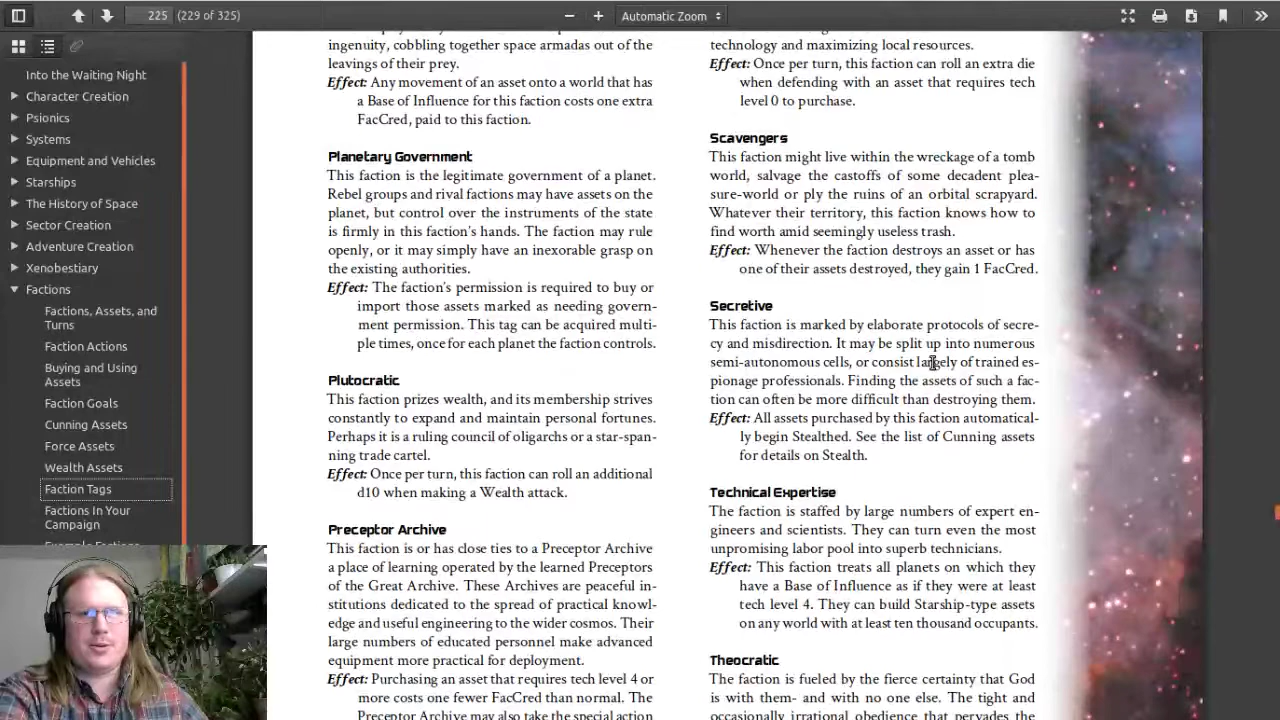 225
(229 of 325)
Automatic Zoom
Into the Waiting Night
Character Creation
Psionics
Systems
Equipment and Vehicles
Starships
The History of Space
Sector Creation
Adventure Creation
Xenobestiary
Factions
Factions, Assets, and
Turns
Faction Actions
Buying and Using
Assets
Faction Goals
Cunning Assets
Force Assets
Wealth Assets
Faction Tags
Factions In Your
Campaign
ingenuity, cobbling together space armadas out of the
leavings of their prey.
Effect: Any movement of an asset onto a world that has
a Base of Influence for this faction costs one extra
FacCred, paid to this faction.
Planetary Government
This faction is the legitimate government of a planet.
Rebel groups and rival factions may have assets on the
planet, but control over the instruments of the state
is firmly in this faction's hands. The faction may rule
openly, or it may simply have an inexorable grasp on
the existing authorities.
Effect: The faction's permission is required to buy or
import those assets marked as needing govern-
ment permission. This tag can be acquired multi-
ple times, once for each planet the faction controls.
Plutocratic
This faction prizes wealth, and its membership strives
constantly to expand and maintain personal fortunes.
Perhaps it is a ruling council of oligarchs or a star-span-
ning trade cartel.
Effect: Once per turn, this faction can roll an additional
d10 when making a Wealth attack.
Preceptor Archive
This faction is or has close ties to a Preceptor Archive
a place of learning operated by the learned Preceptors
of the Great Archive. These Archives are peaceful in-
stitutions dedicated to the spread of practical knowl-
edge and useful engineering to the wider cosmos. Their
large numbers of educated personnel make advanced
equipment more practical for deployment.
Effect: Purchasing an asset that requires tech level 4 or
more costs one fewer FacCred than normal. The
Preceptor Archive may also take the special action
technology and maximizing local resources.
Effect: Once per turn, this faction can roll an extra die
when defending with an asset that requires tech
level 0 to purchase.
Scavengers
This faction might live within the wreckage of a tomb
world, salvage the castoffs of some decadent plea-
sure-world or ply the ruins of an orbital scrapyard.
Whatever their territory, this faction knows how to
find worth amid seemingly useless trash.
Effect: Whenever the faction destroys an asset or has
one of their assets destroyed, they gain 1 FacCred.
Secretive
This faction is marked by elaborate protocols of secre-
cy and misdirection. It may be split up into numerous
semi-autonomous cells, or consist largely of trained es-
pionage professionals. Finding the assets of such a fac-
tion can often be more difficult than destroying them.
Effect: All assets purchased by this faction automatical-
ly begin Stealthed. See the list of Cunning assets
for details on Stealth.
Technical Expertise
The faction is staffed by large numbers of expert en-
gineers and scientists. They can turn even the most
unpromising labor pool into superb technicians.
Effect: This faction treats all planets on which they
have a Base of Influence as if they were at least
tech level 4. They can build Starship-type assets
on any world with at least ten thousand occupants.
Theocratic
The faction is fueled by the fierce certainty that God
is with them- and with no one else. The tight and
occasionally irrational obedience that pervades the